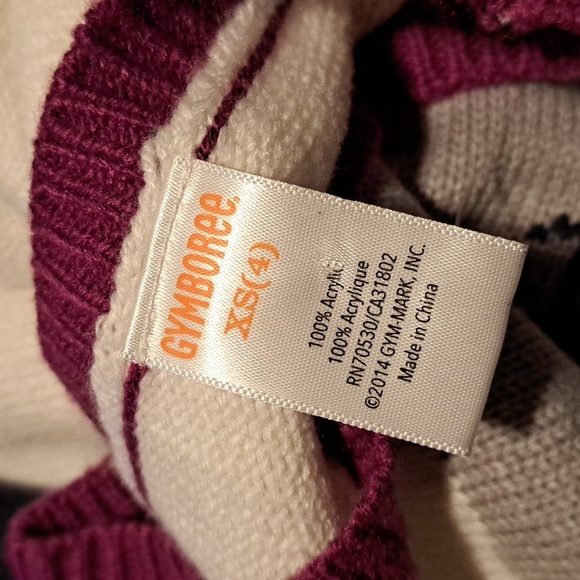 GYMBOREE
XS(4)
100% Acrylic
100% Acrylique
RN70530/CA31802
©2014 GYM-MARK, INC.
Made in China